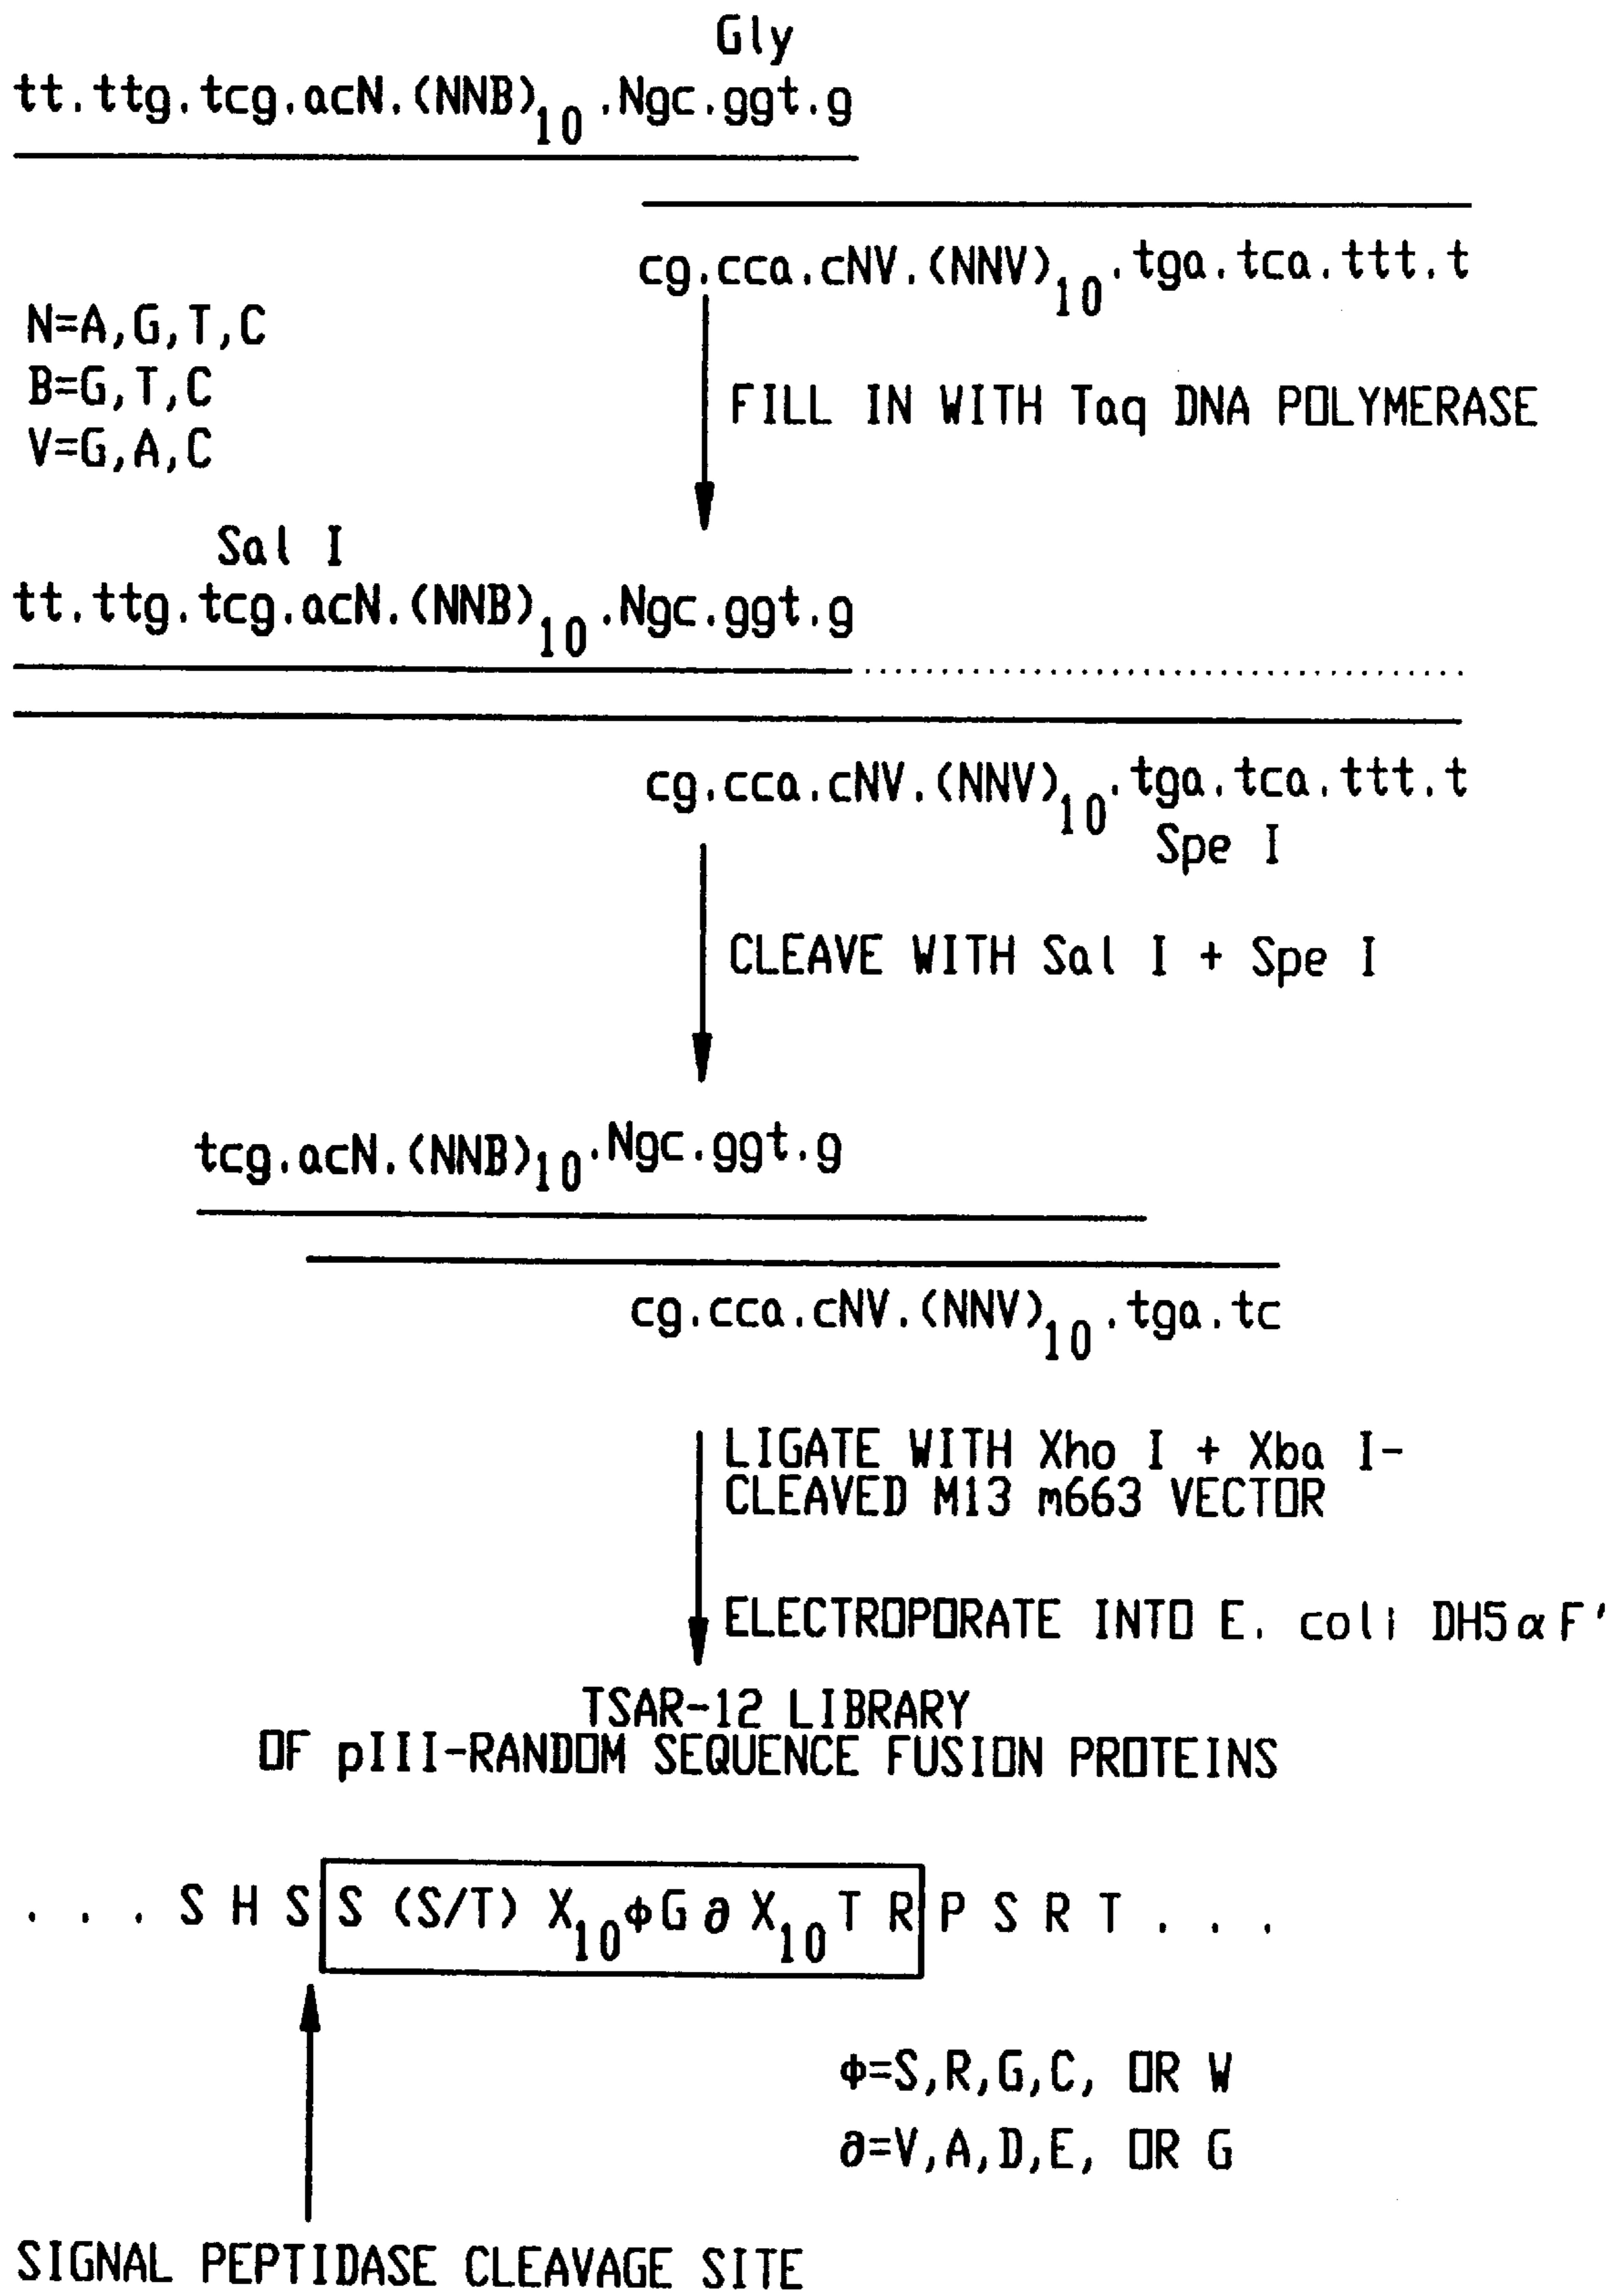 Gly
tt.ttg.tcg.acN.(NNB)10.Ngc.ggt.g
cg.cca.cNV.(NNV)10.tga.tca.ttt.t
N=A,G,T,C
B=G,T,C
V=G,A,C
FILL IN WITH Taq DNA POLYMERASE
Sal I
tt.ttg.tcg.acN.(NNB)10.Ngc.ggt.g
cg.cca.cNV.(NNV)10.tga.tca.ttt.t
Spe I
CLEAVE WITH Sal I + Spe I
tcg.acN.(NNB)10.Ngc.ggt.g
cg.cca.cNV.(NNV)10.tga.tc
LIGATE WITH Xho I + Xba I-
CLEAVED M13 m663 VECTOR
ELECTROPORATE INTO E. coli DH5αF'
TSAR-12 LIBRARY
OF pIII-RANDOM SEQUENCE FUSION PROTEINS
. . . S H S S (S/T) X10ΦG∂X10T R P S R T . . .
Φ=S,R,G,C, OR W
∂=V,A,D,E, OR G
SIGNAL PEPTIDASE CLEAVAGE SITE